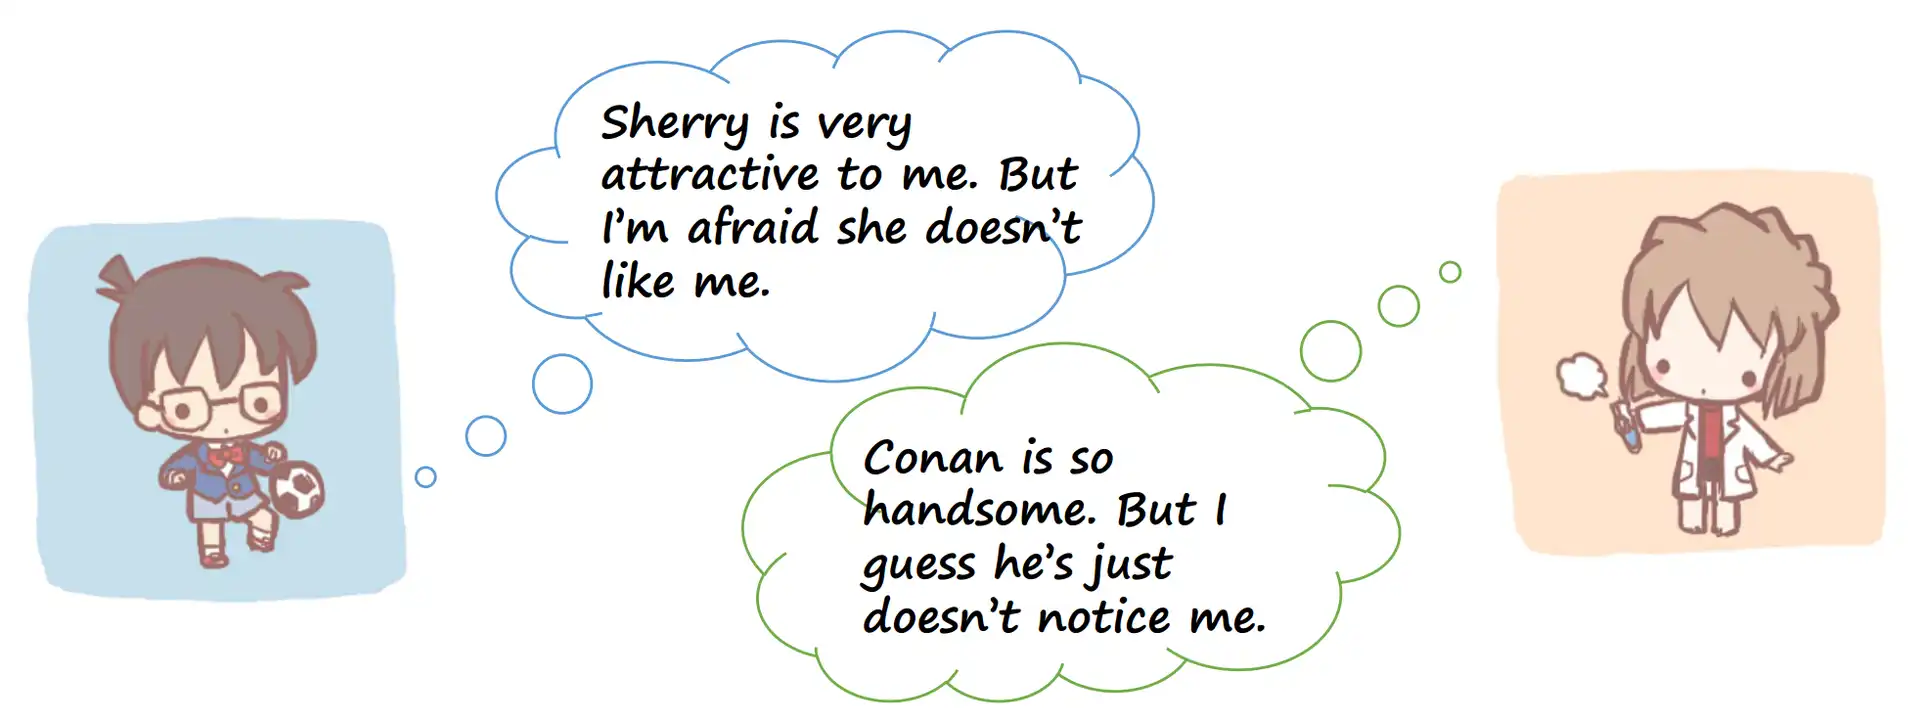 Sherry is very
attractive to me. But
I'm afraid she doesn't
like me.
Conan is so
handsome. But I
guess he's just
doesn't notice me.